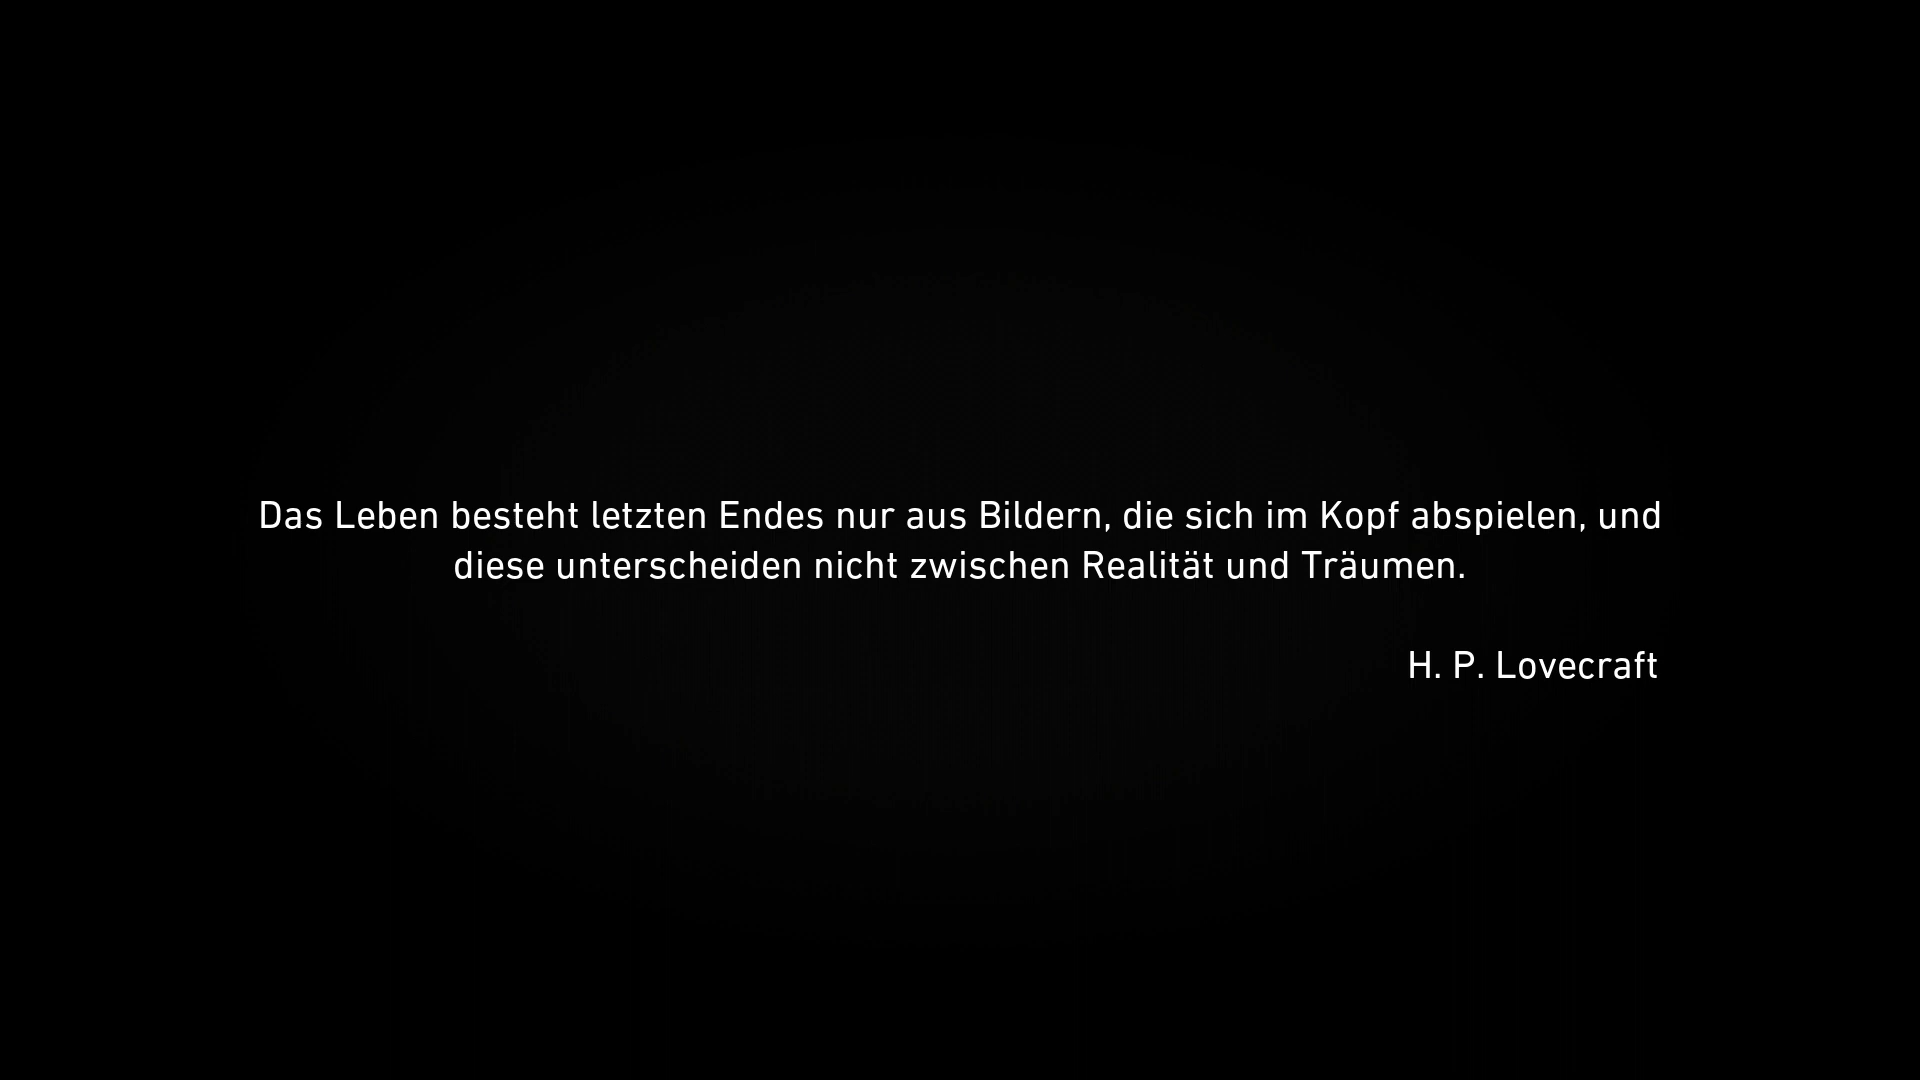 Das Leben besteht letzten Endes nur aus Bildern, die sich im Kopf abspielen, und
diese unterscheiden nicht zwischen Realität und Träumen.
H. P. Lovecraft